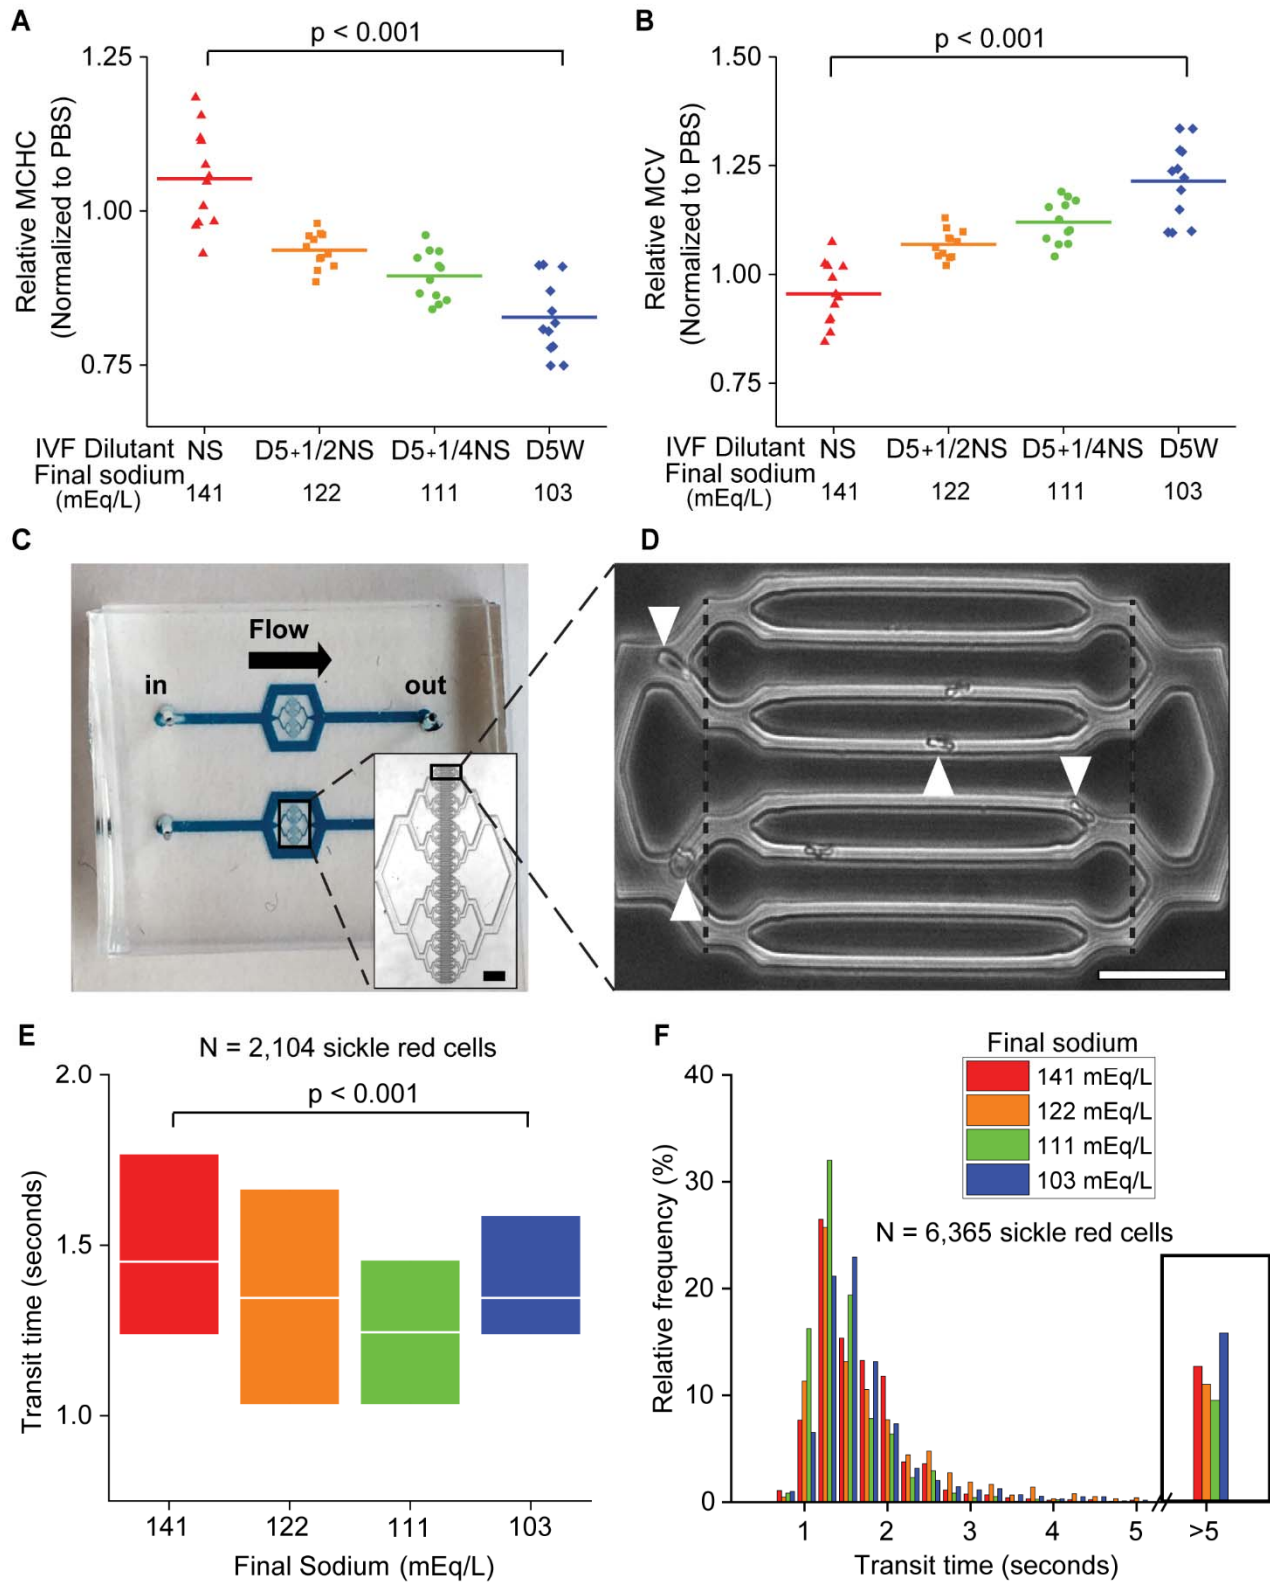 A
p < 0.001
1.25
1.00
0.75
Relative MCHC
(Normalized to PBS)
IVF Dilutant NS D5+1/2NS D5+1/4NS D5W
Final sodium
(mEq/L) 141 122 111 103
B
p < 0.001
1.50
1.25
1.00
0.75
Relative MCV
(Normalized to PBS)
IVF Dilutant NS D5+1/2NS D5+1/4NS D5W
Final sodium
(mEq/L) 141 122 111 103
C
Flow
in out
D
E
N = 2,104 sickle red cells
p < 0.001
2.0
1.5
1.0
Transit time (seconds)
141 122 111 103
Final Sodium (mEq/L)
F
Final sodium
141 mEq/L
122 mEq/L
111 mEq/L
103 mEq/L
N = 6,365 sickle red cells
40
30
20
10
0
Relative frequency (%)
1 2 3 4 5 >5
Transit time (seconds)